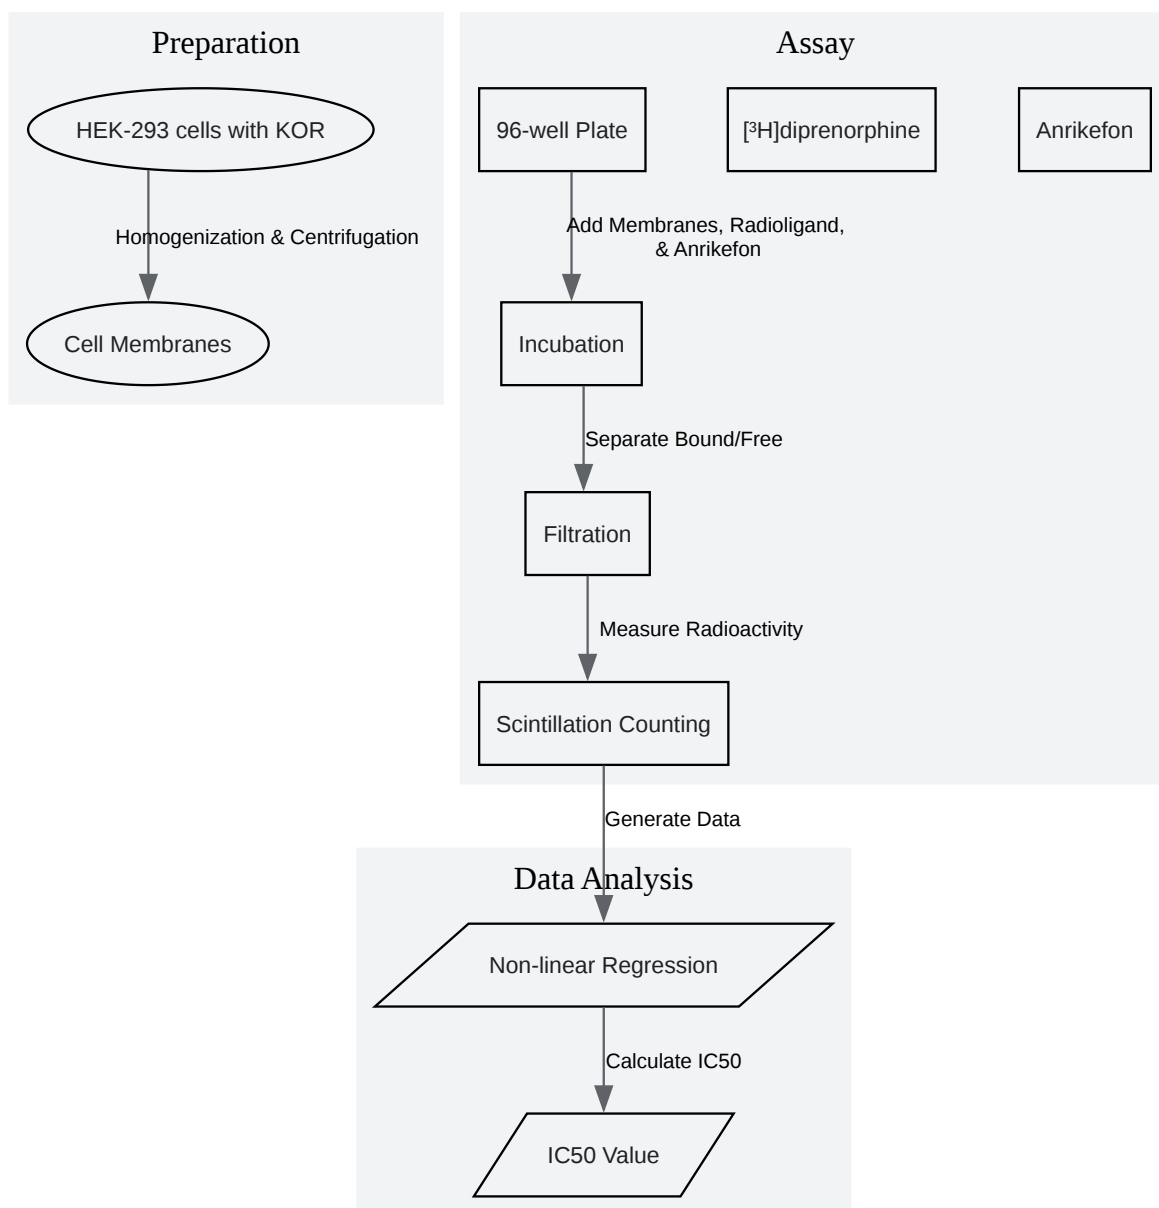 Preparation
HEK-293 cells with KOR
Homogenization & Centrifugation
Cell Membranes
Assay
96-well Plate
[³H]diprenorphine
Anrikefon
Add Membranes, Radioligand,
& Anrikefon
Incubation
Separate Bound/Free
Filtration
Measure Radioactivity
Scintillation Counting
Generate Data
Data Analysis
Non-linear Regression
Calculate IC50
IC50 Value